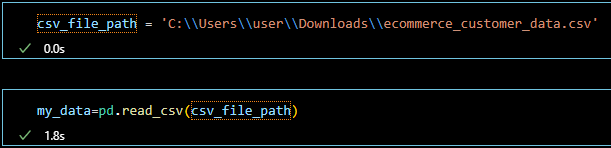 csv_file_path = 'C:\\Users\\user\\Downloads\\ecommerce_customer_data.csv'
0.0s
my_data=pd.read_csv(csv_file_path)
1.8s